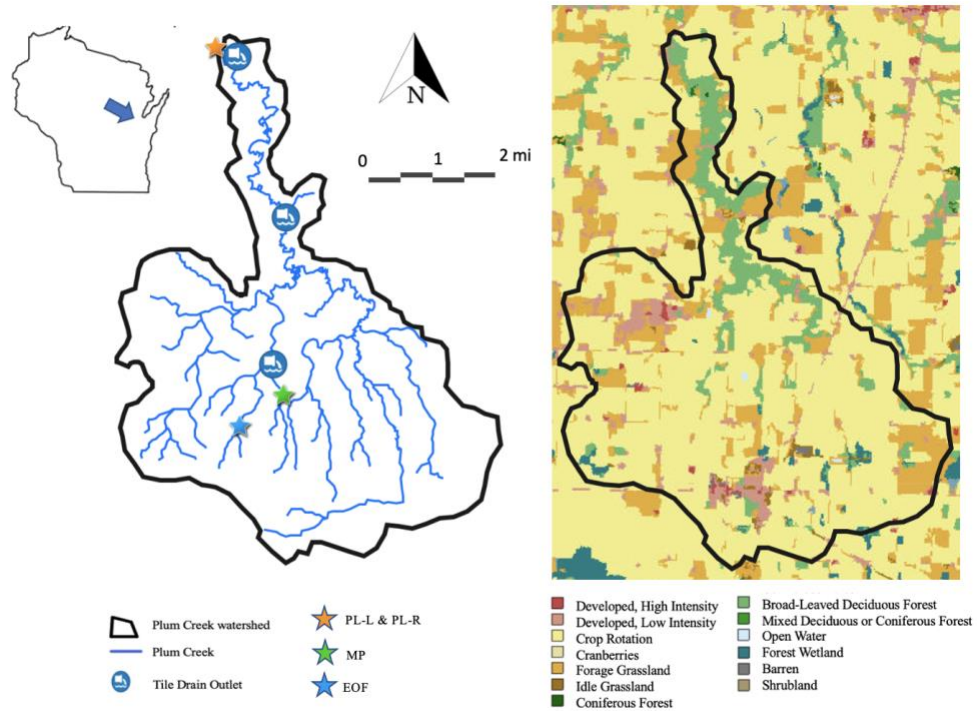 N
0 1 2 mi
Plum Creek watershed
Plum Creek
Tile Drain Outlet
PL-L & PL-R
MP
EOF
Developed, High Intensity
Developed, Low Intensity
Crop Rotation
Cranberries
Forage Grassland
Idle Grassland
Coniferous Forest
Broad-Leaved Deciduous Forest
Mixed Deciduous or Coniferous Forest
Open Water
Forest Wetland
Barren
Shrubland